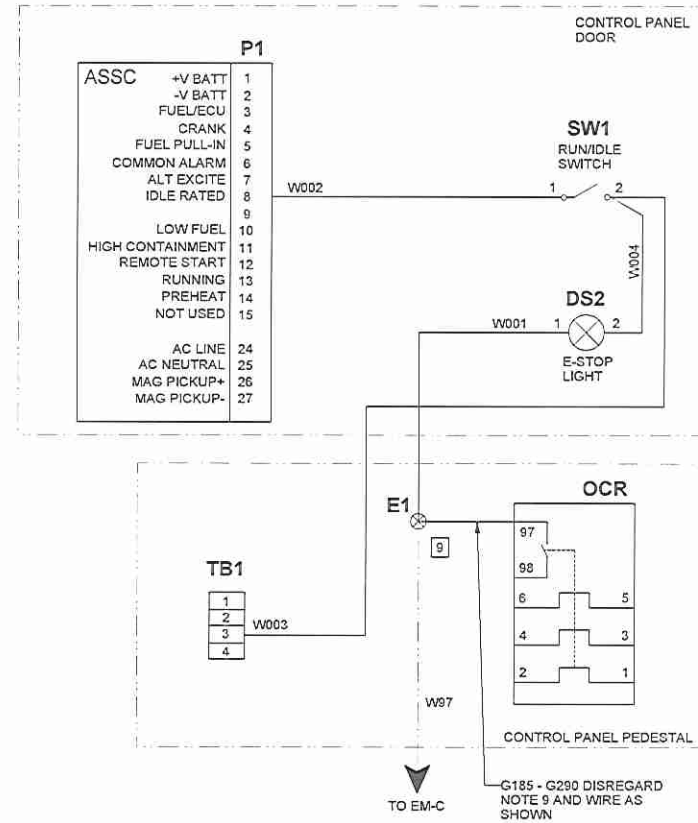 CONTROL PANEL
DOOR
P1
ASSC
+V BATT 1
-V BATT 2
FUEL/ECU 3
CRANK 4
FUEL PULL-IN 5
COMMON ALARM 6
ALT EXCITE 7
IDLE RATED 8
9
LOW FUEL 10
HIGH CONTAINMENT 11
REMOTE START 12
RUNNING 13
PREHEAT 14
NOT USED 15
AC LINE 24
AC NEUTRAL 25
MAG PICKUP+ 26
MAG PICKUP- 27
W002
SW1
RUN/IDLE
SWITCH
1 2
W004
DS2
W001 1 2
E-STOP
LIGHT
E1
9
OCR
97
98
6 5
4 3
2 1
TB1
1
2
3
4
W003
W97
CONTROL PANEL PEDESTAL
TO EM-C
G185 - G290 DISREGARD
NOTE 9 AND WIRE AS
SHOWN